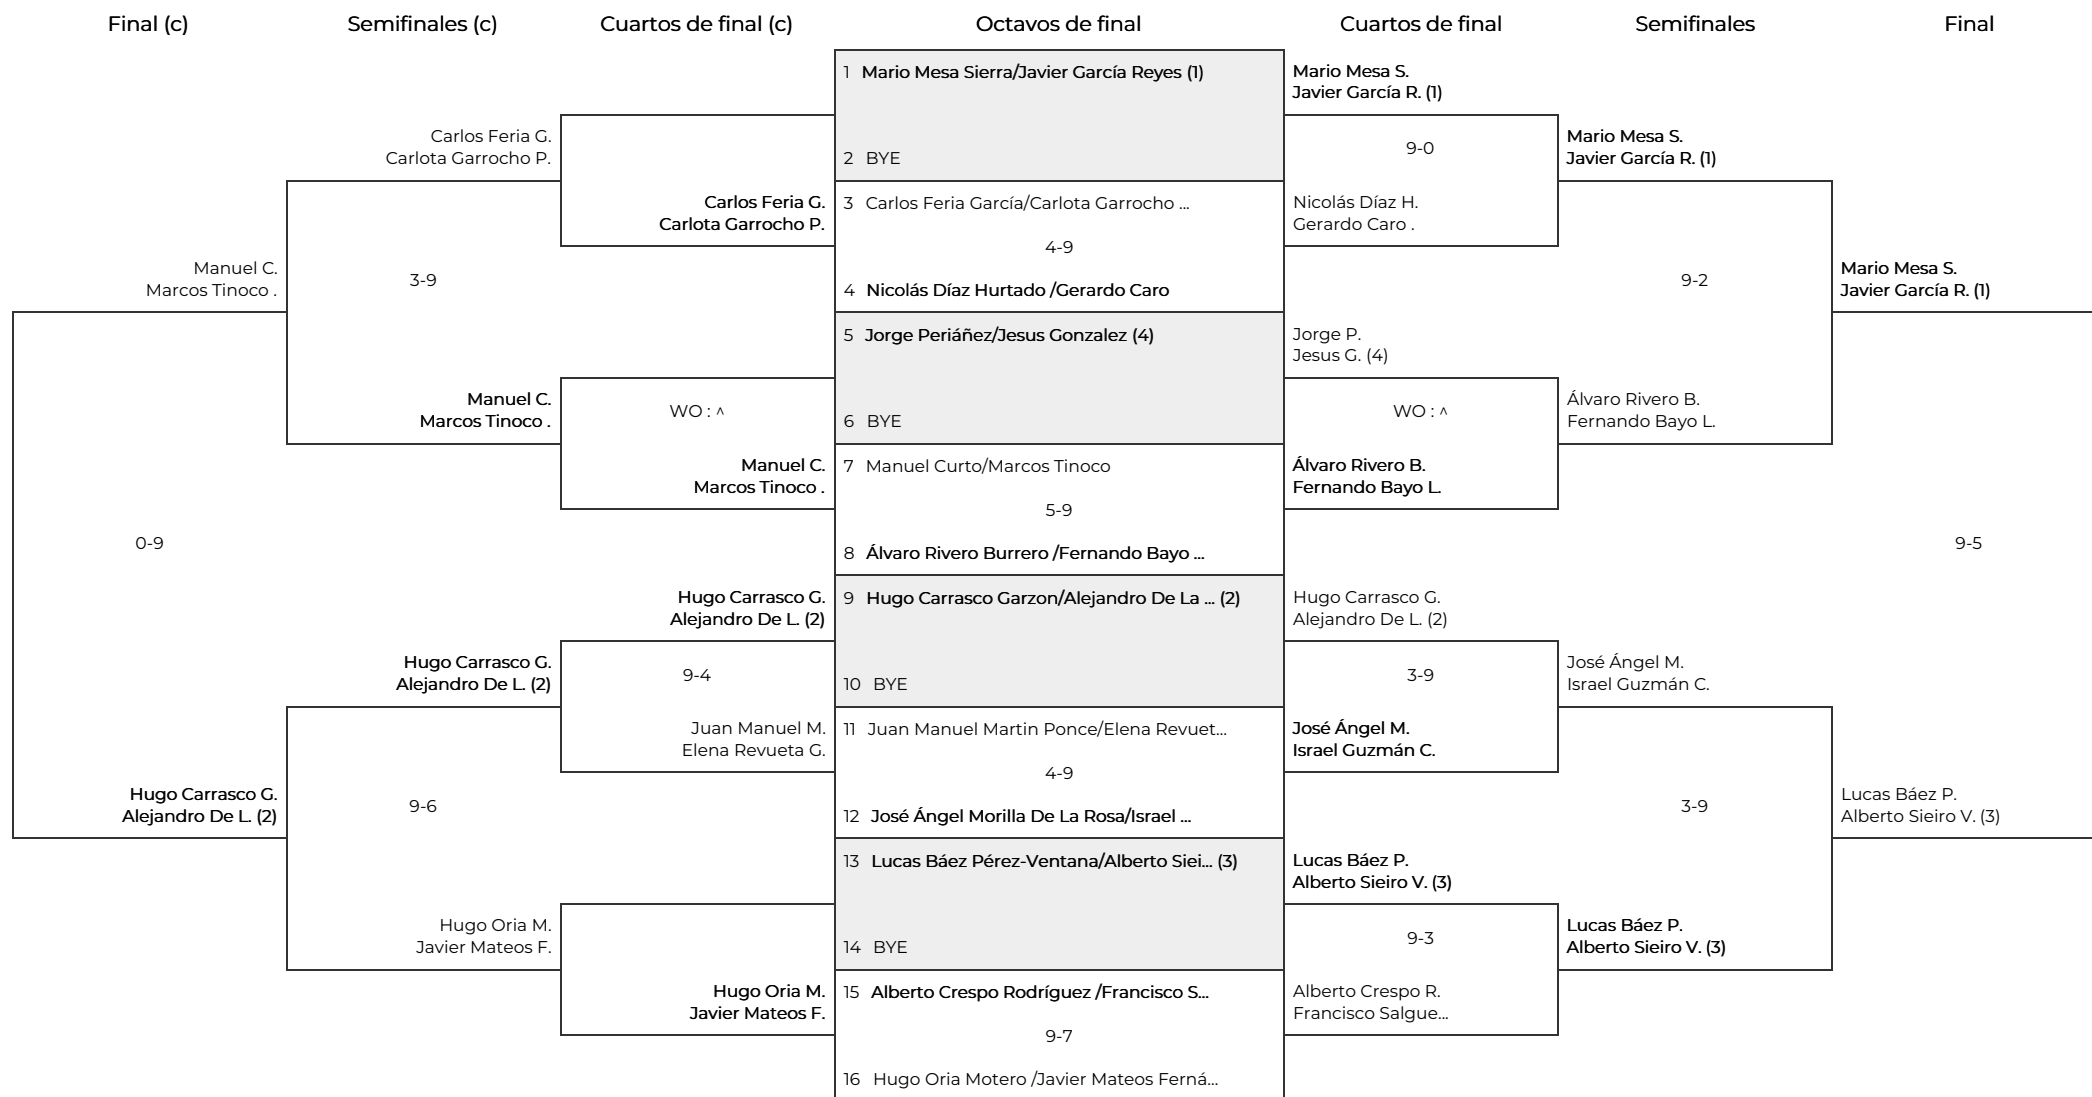 Final (c)
Semifinales (c)
Cuartos de final (c)
Octavos de final
Cuartos de final
Semifinales
Final
Manuel C.
Marcos Tinoco .
0-9
Hugo Carrasco G.
Alejandro De L. (2)
Carlos Feria G.
Carlota Garrocho P.
3-9
Manuel C.
Marcos Tinoco .
Hugo Carrasco G.
Alejandro De L. (2)
9-6
Hugo Oria M.
Javier Mateos F.
Carlos Feria G.
Carlota Garrocho P.
WO : ^
Manuel C.
Marcos Tinoco .
Hugo Carrasco G.
Alejandro De L. (2)
9-4
Juan Manuel M.
Elena Revueta G.
Hugo Oria M.
Javier Mateos F.
1 Mario Mesa Sierra/Javier García Reyes (1)
2 BYE
3 Carlos Feria García/Carlota Garrocho ...
4-9
4 Nicolás Díaz Hurtado /Gerardo Caro
5 Jorge Periáñez/Jesus Gonzalez (4)
6 BYE
7 Manuel Curto/Marcos Tinoco
5-9
8 Álvaro Rivero Burrero /Fernando Bayo ...
9 Hugo Carrasco Garzon/Alejandro De La ... (2)
10 BYE
11 Juan Manuel Martin Ponce/Elena Revuet...
4-9
12 José Ángel Morilla De La Rosa/Israel ...
13 Lucas Báez Pérez-Ventana/Alberto Siei... (3)
14 BYE
15 Alberto Crespo Rodríguez /Francisco S...
9-7
16 Hugo Oria Motero /Javier Mateos Ferná...
Mario Mesa S.
Javier García R. (1)
9-0
Nicolás Díaz H.
Gerardo Caro .
Jorge P.
Jesus G. (4)
WO : ^
Álvaro Rivero B.
Fernando Bayo L.
Hugo Carrasco G.
Alejandro De L. (2)
3-9
José Ángel M.
Israel Guzmán C.
Lucas Báez P.
Alberto Sieiro V. (3)
9-3
Alberto Crespo R.
Francisco Salgue...
Mario Mesa S.
Javier García R. (1)
9-2
Álvaro Rivero B.
Fernando Bayo L.
José Ángel M.
Israel Guzmán C.
3-9
Lucas Báez P.
Alberto Sieiro V. (3)
Mario Mesa S.
Javier García R. (1)
9-5
Lucas Báez P.
Alberto Sieiro V. (3)